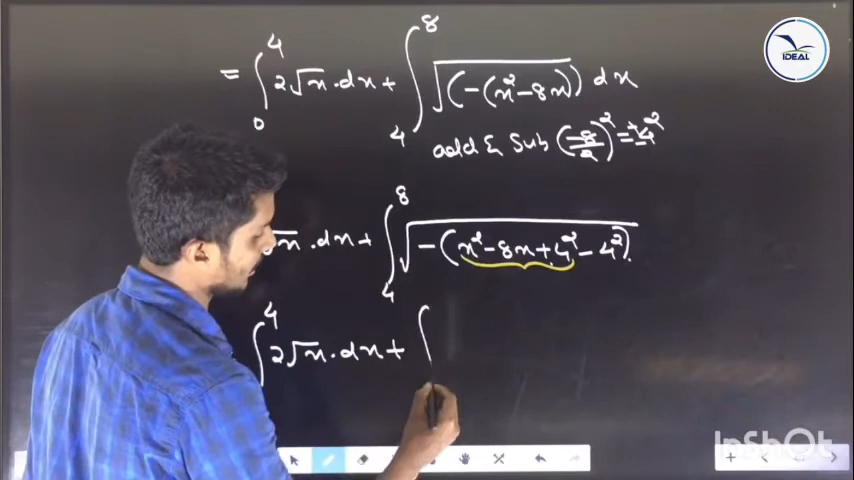 = ∫₀⁴ 2√x · dx + ∫₄⁸ √(-(x² - 8x)) dx
add & Sub (-8/2)² = ±4²
√x · dx + ∫₄⁸ √-(x² - 8x + 4² - 4²)
∫⁴ 2√x · dx + ∫
IDEAL
InShOt